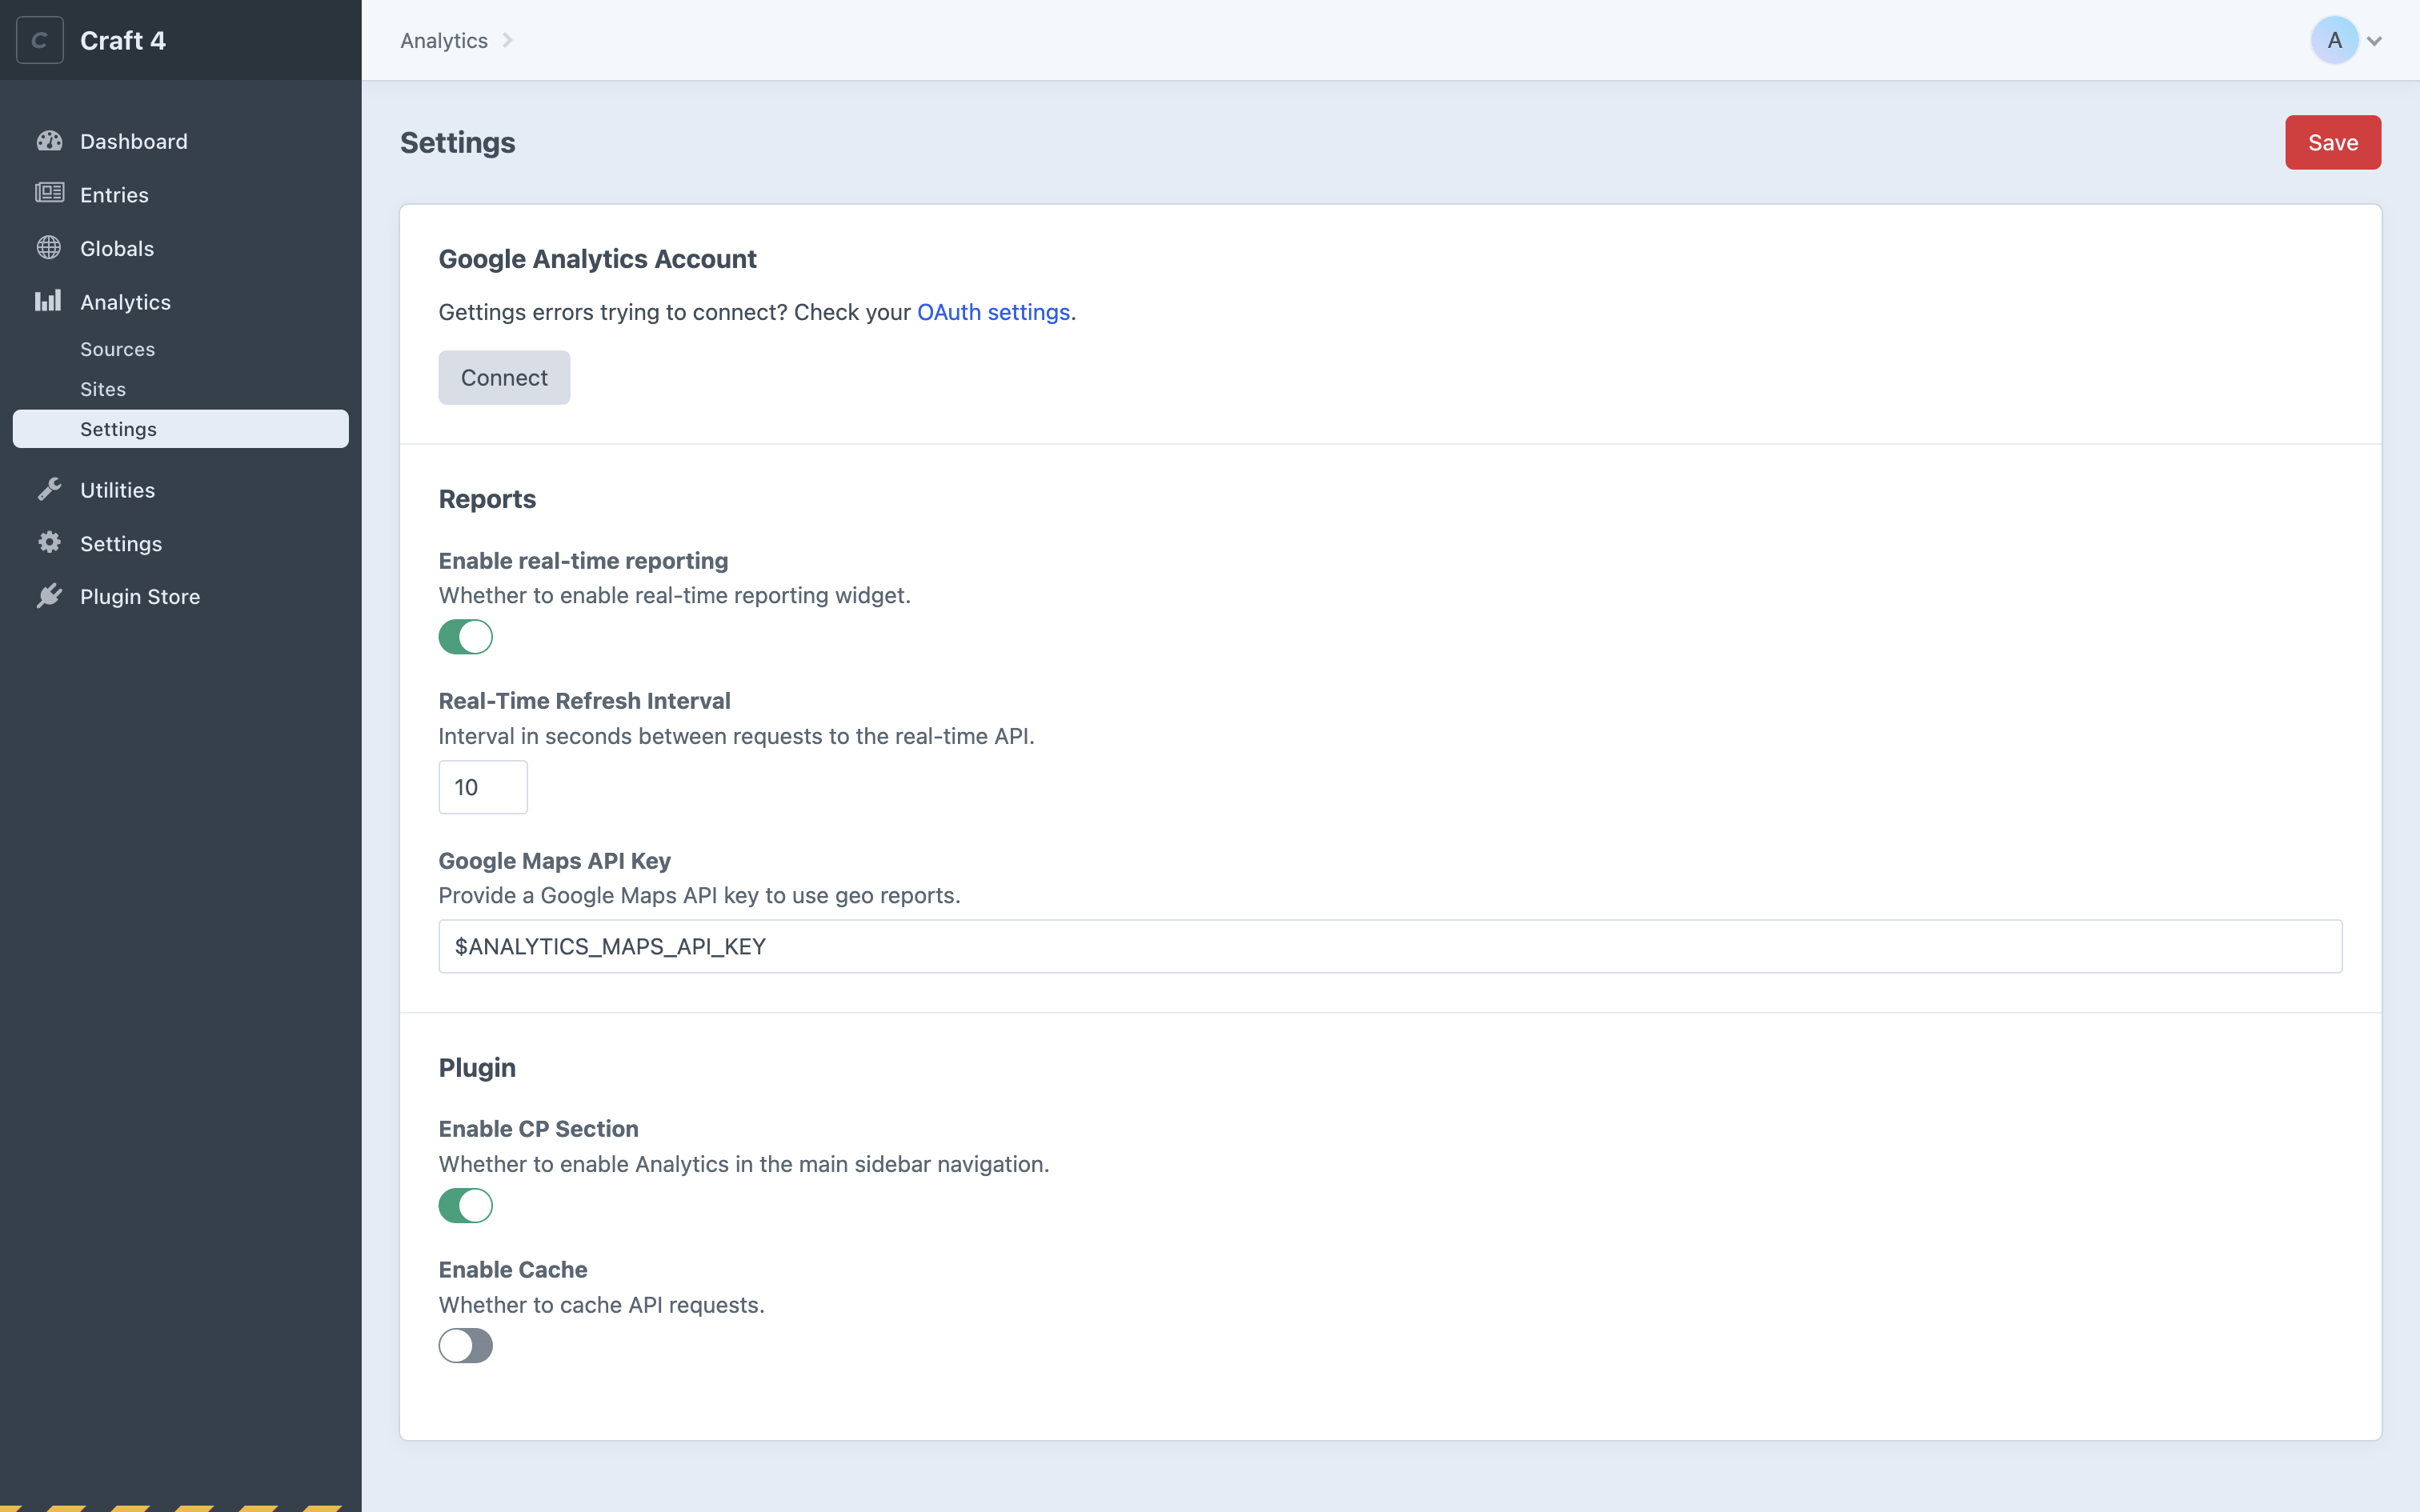 C
Craft 4
Analytics
A
Dashboard
Entries
Globals
Analytics
Sources
Sites
Settings
Utilities
Settings
Plugin Store
Settings
Save
Google Analytics Account
Gettings errors trying to connect? Check your OAuth settings.
Connect
Reports
Enable real-time reporting
Whether to enable real-time reporting widget.
Real-Time Refresh Interval
Interval in seconds between requests to the real-time API.
10
Google Maps API Key
Provide a Google Maps API key to use geo reports.
$ANALYTICS_MAPS_API_KEY
Plugin
Enable CP Section
Whether to enable Analytics in the main sidebar navigation.
Enable Cache
Whether to cache API requests.